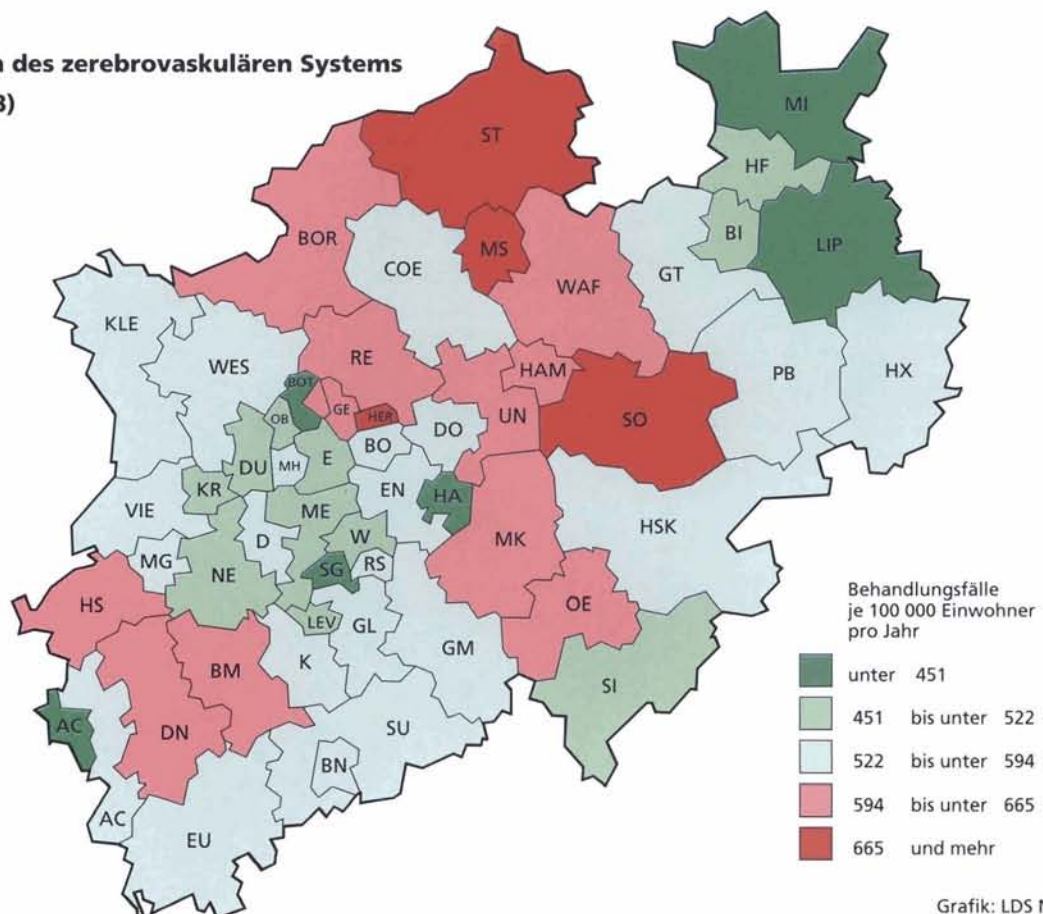 des zerebrovaskulären Systems
ST
MI
HF
BI
LIP
BOR
COE
MS
WAF
GT
KLE
WES
RE
HAM
PB
HX
BOT
OB
GE
HER
UN
SO
BO
DO
DU
MH
E
EN
HA
HSK
KR
ME
VIE
D
W
MK
MG
NE
SG
RS
HS
LEV
GL
OE
K
GM
BM
SI
AC
DN
SU
BN
AC
EU
Behandlungsfälle
je 100 000 Einwohner
pro Jahr
unter 451
451 bis unter 522
522 bis unter 594
594 bis unter 665
665 und mehr
Grafik: LDS